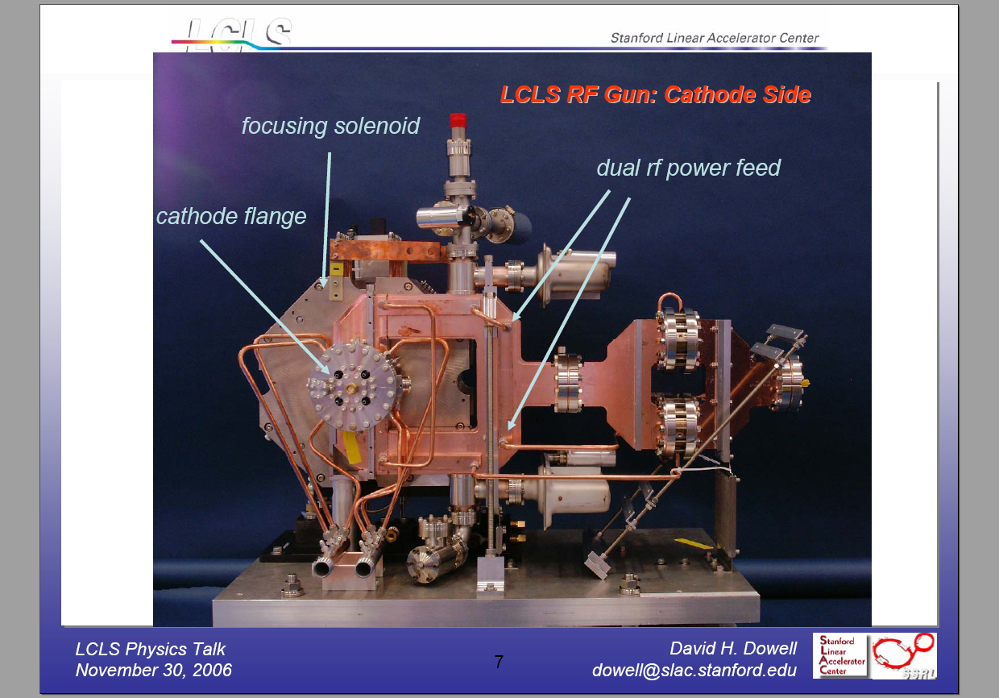 LCLS
Stanford Linear Accelerator Center
LCLS RF Gun: Cathode Side
focusing solenoid
dual rf power feed
cathode flange
LCLS Physics Talk
November 30, 2006
7
David H. Dowell
dowell@slac.stanford.edu
Stanford
Linear
Accelerator
Center
SSRL